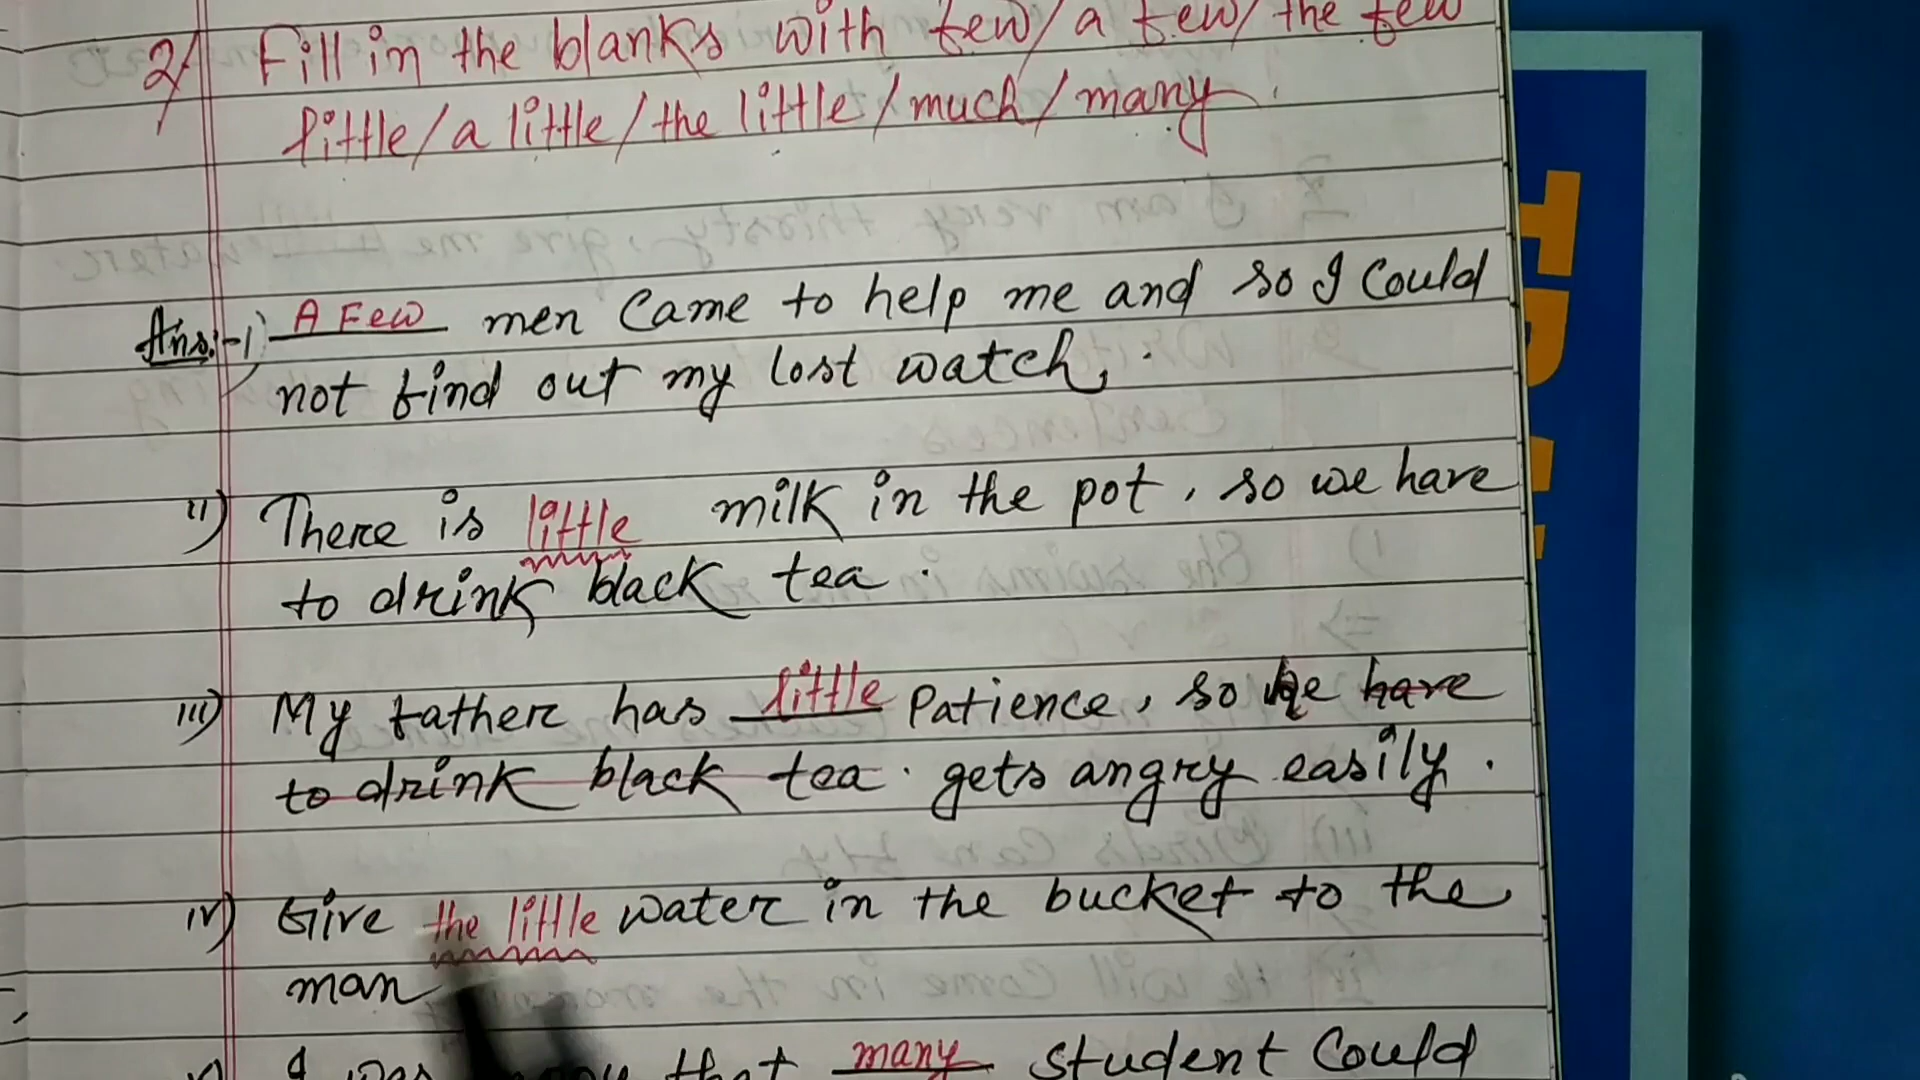 2) Fill in the blanks with few/ a few/ the few
little/a little/the little/much/many.
Ans:-i) A Few men Came to help me and so I Could
not find out my lost watch.
ii) There is little milk in the pot, so we have
to drink black tea.
iii) My father has little Patience, so he have
to drink black tea. gets angry easily.
iv) Give the little water in the bucket to the
man
that many student Could